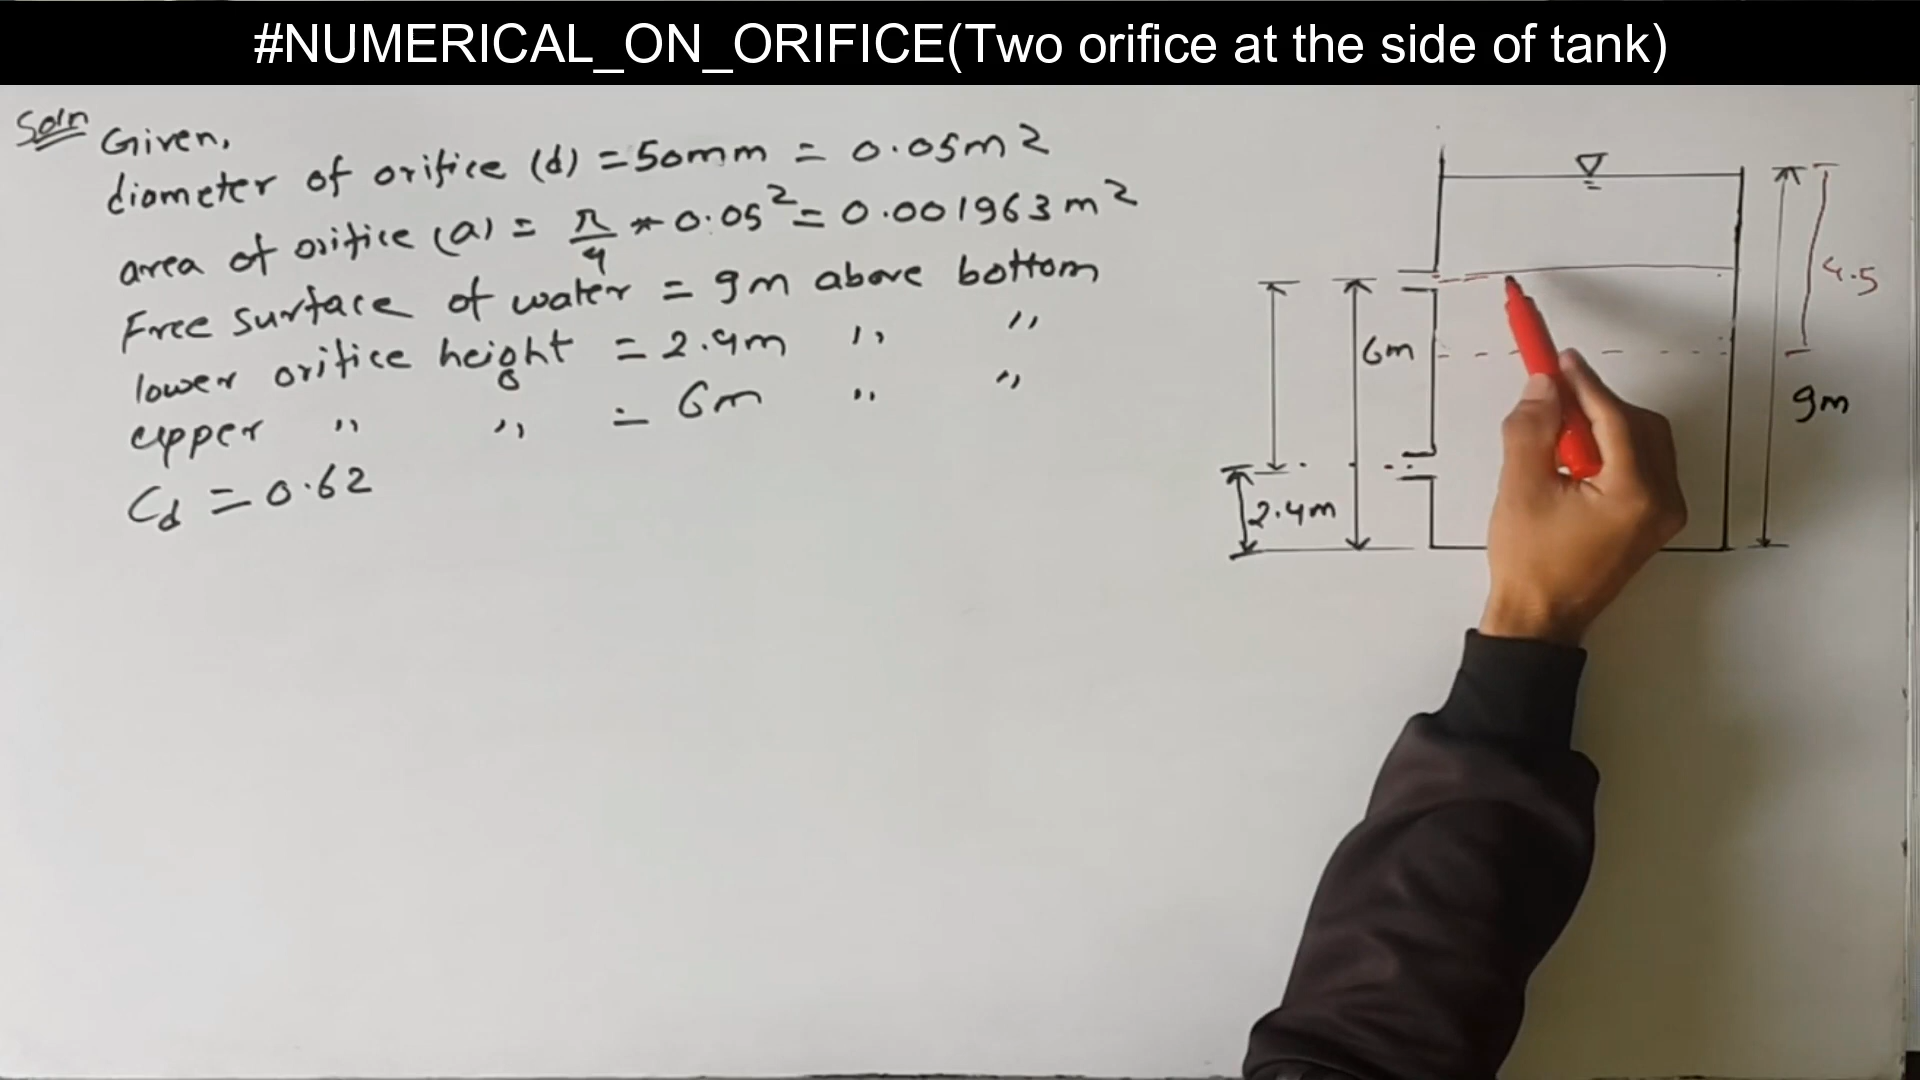 #NUMERICAL_ON_ORIFICE(Two orifice at the side of tank)
Soln Given,
diameter of orifice (d) = 50mm = 0.05m2
area of orifice (a) = π/4 * 0.05² = 0.001963 m²
Free surface of water = 9m above bottom
lower orifice height = 2.4m ,, ,,
upper ,, ,, = 6m ,, ,,
Cd = 0.62
4.5
6m
9m
2.4m